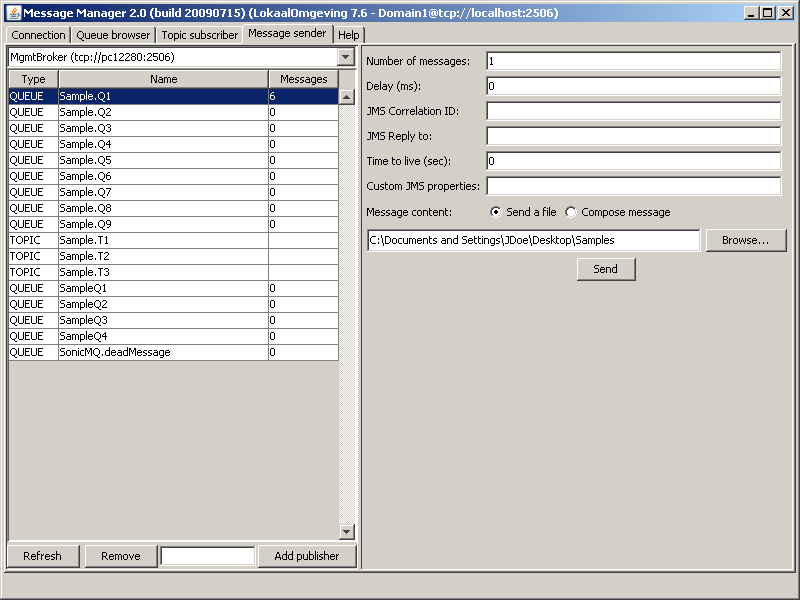 Message Manager 2.0 (build 20090715) (LokaalOmgeving 7.6 - Domain1@tcp://localhost:2506)
Connection Queue browser Topic subscriber Message sender Help
MgmtBroker (tcp://pc12280:2506)
Type Name Messages
QUEUE Sample.Q1 6
QUEUE Sample.Q2 0
QUEUE Sample.Q3 0
QUEUE Sample.Q4 0
QUEUE Sample.Q5 0
QUEUE Sample.Q6 0
QUEUE Sample.Q7 0
QUEUE Sample.Q8 0
QUEUE Sample.Q9 0
TOPIC Sample.T1
TOPIC Sample.T2
TOPIC Sample.T3
QUEUE SampleQ1 0
QUEUE SampleQ2 0
QUEUE SampleQ3 0
QUEUE SampleQ4 0
QUEUE SonicMQ.deadMessage 0
Refresh Remove Add publisher
Number of messages: 1
Delay (ms): 0
JMS Correlation ID:
JMS Reply to:
Time to live (sec): 0
Custom JMS properties:
Message content: Send a file Compose message
C:\Documents and Settings\JDoe\Desktop\Samples Browse...
Send